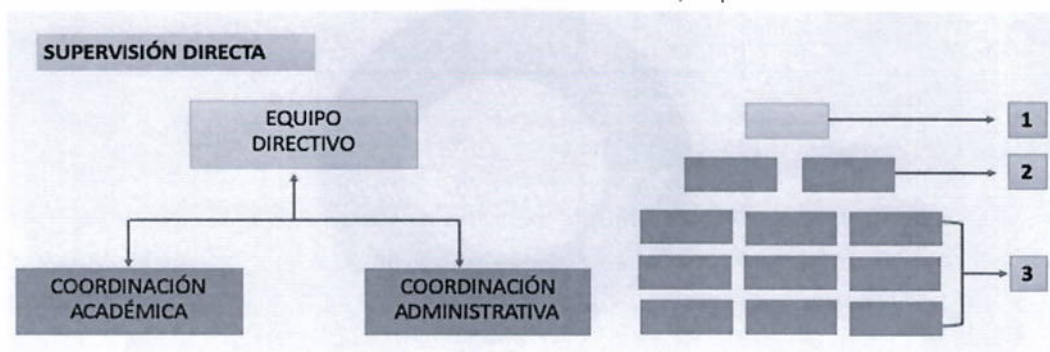 SUPERVISIÓN DIRECTA
EQUIPO
DIRECTIVO
COORDINACIÓN
ACADÉMICA
COORDINACIÓN
ADMINISTRATIVA
1
2
3